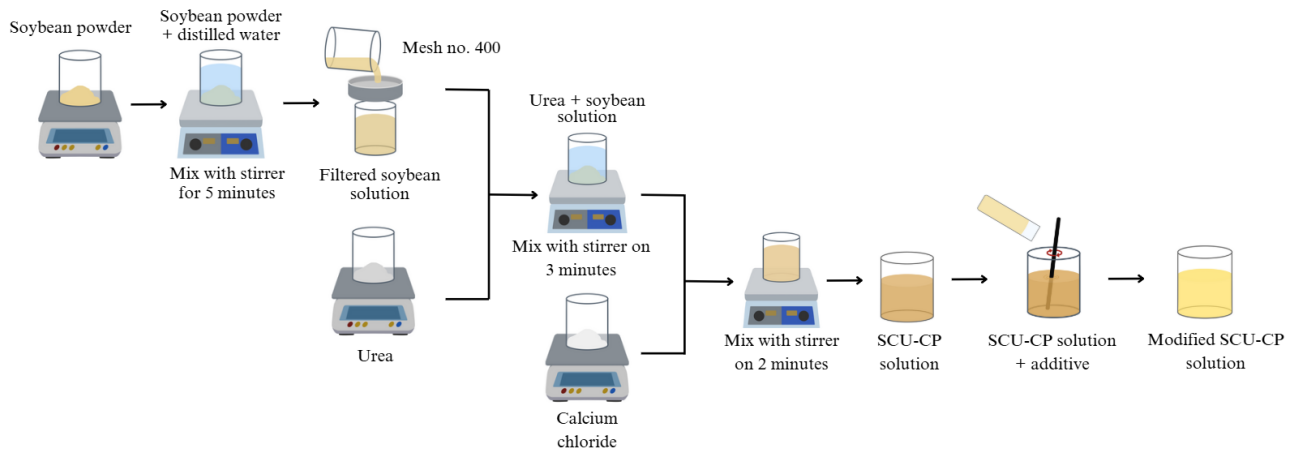 Soybean powder
Soybean powder
+ distilled water
Mesh no. 400
Mix with stirrer
for 5 minutes
Filtered soybean
solution
Urea
Urea + soybean
solution
Mix with stirrer on
3 minutes
Calcium
chloride
Mix with stirrer
on 2 minutes
SCU-CP
solution
SCU-CP solution
+ additive
Modified SCU-CP
solution